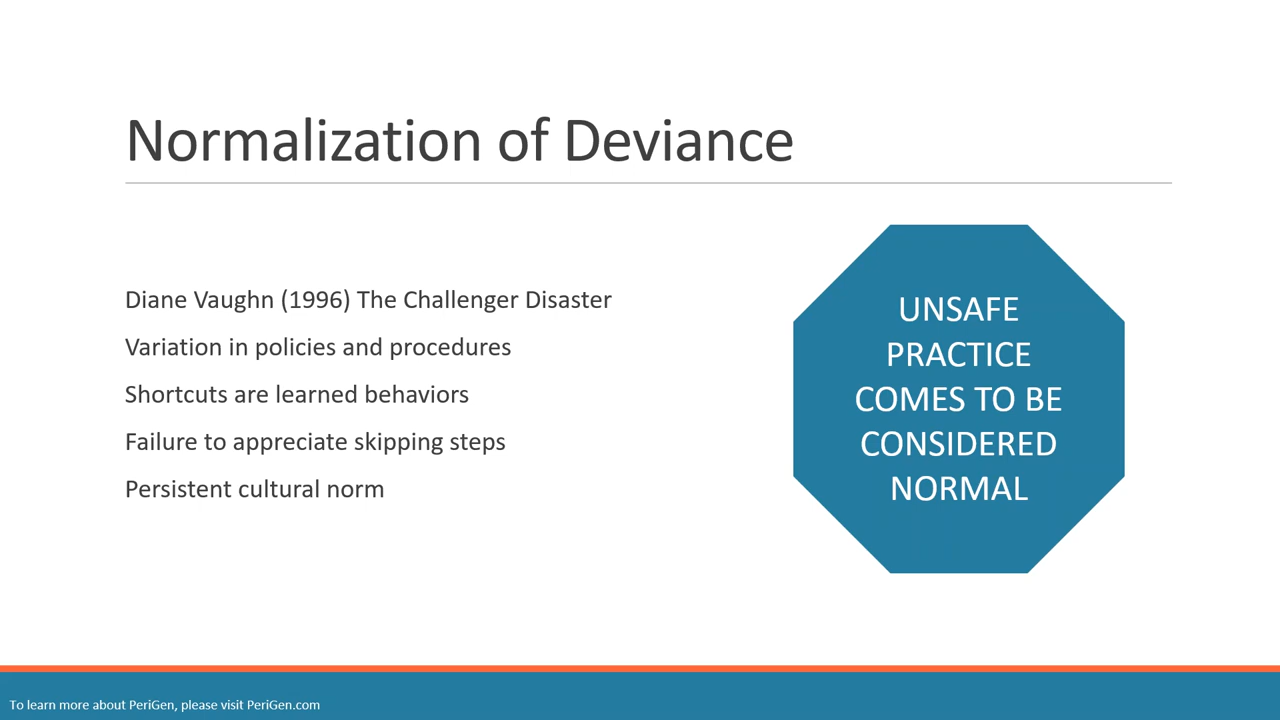 Normalization of Deviance
Diane Vaughn (1996) The Challenger Disaster
Variation in policies and procedures
Shortcuts are learned behaviors
Failure to appreciate skipping steps
Persistent cultural norm
UNSAFE
PRACTICE
COMES TO BE
CONSIDERED
NORMAL
To learn more about PeriGen, please visit PeriGen.com